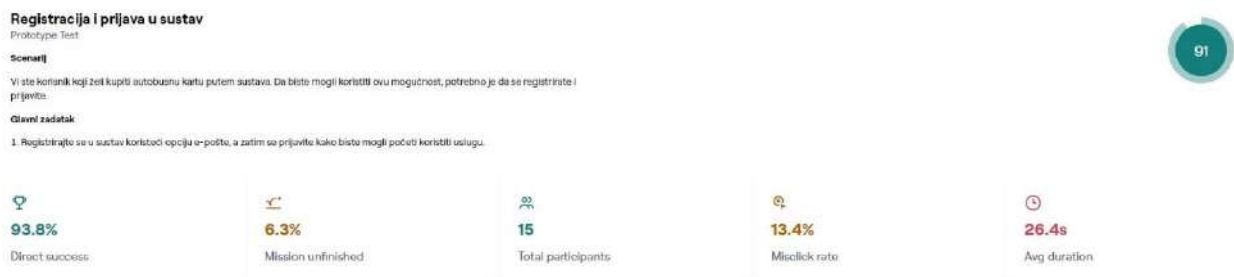 Registracija i prijava u sustav
Prototype Test
91
Scenarij
Vi ste korisnik koji želi kupiti autobusnu kartu putem sustava. Da biste mogli koristiti ovu mogućnost, potrebno je da se registrirate i
prijavite.
Glavni zadatak
1. Registrirajte se u sustav koristeći opciju e-pošte, a zatim se prijavite kako biste mogli početi koristiti uslugu.
93.8%
Direct success
6.3%
Mission unfinished
15
Total participants
13.4%
Misclick rate
26.4s
Avg duration